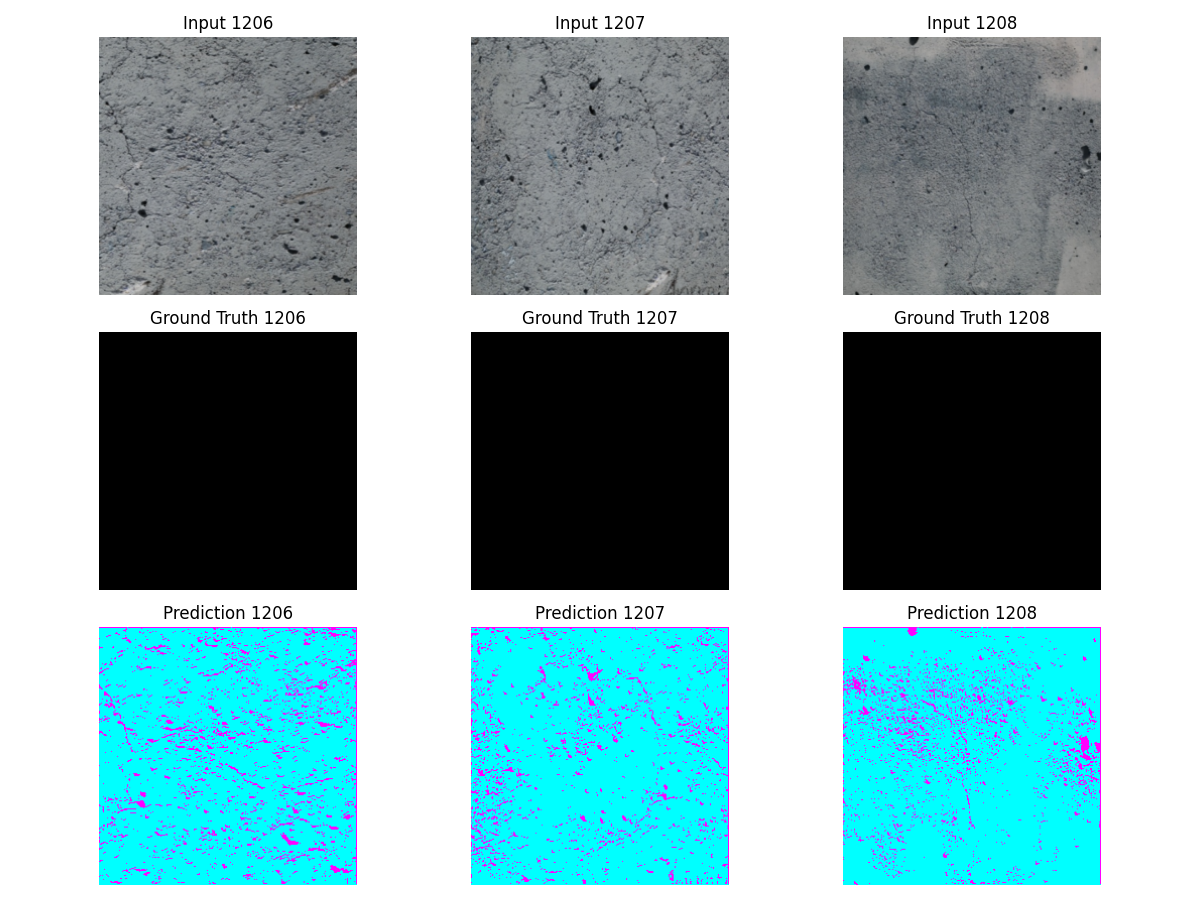 Input 1206
Input 1207
Input 1208
Ground Truth 1206
Ground Truth 1207
Ground Truth 1208
Prediction 1206
Prediction 1207
Prediction 1208